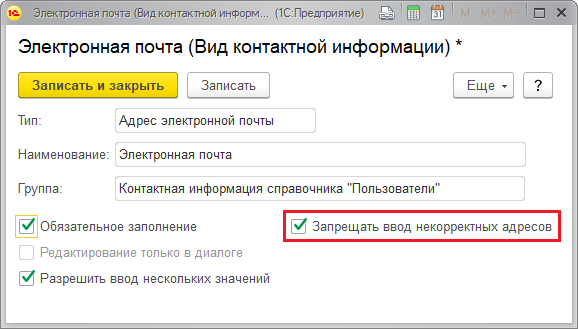 Электронная почта (Вид контактной информ... (1С:Предприятие)
M M+ M-
Электронная почта (Вид контактной информации) *
Записать и закрыть Записать Еще ?
Тип: Адрес электронной почты
Наименование: Электронная почта
Группа: Контактная информация справочника "Пользователи"
Обязательное заполнение Запрещать ввод некорректных адресов
Редактирование только в диалоге
Разрешить ввод нескольких значений